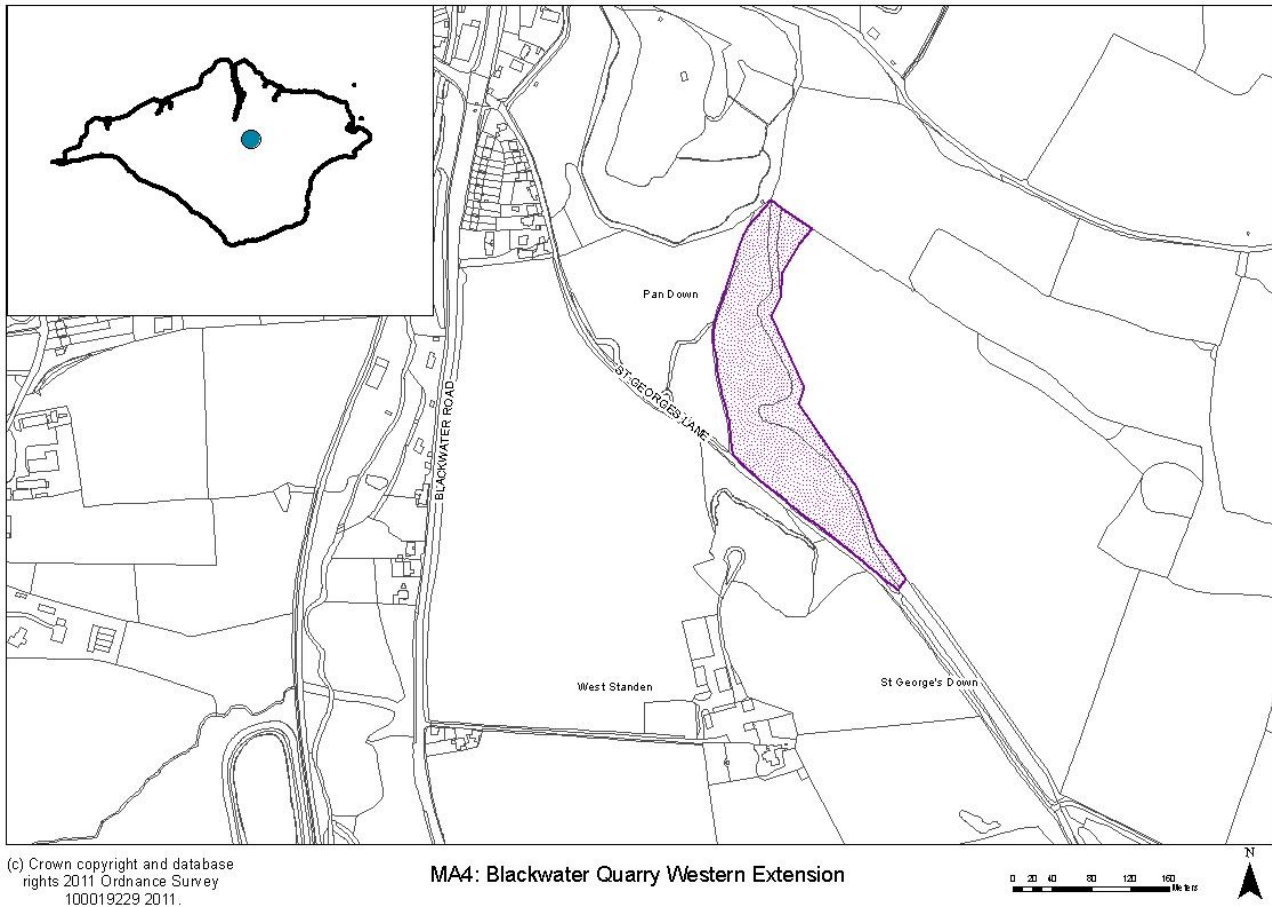 Pan Down
ST GEORGES LANE
BLACKWATER ROAD
West Standen
St George's Down
(c) Crown copyright and database
rights 2011 Ordnance Survey
100019229 2011.
MA4: Blackwater Quarry Western Extension
0 20 40 80 120 160
Meters
N